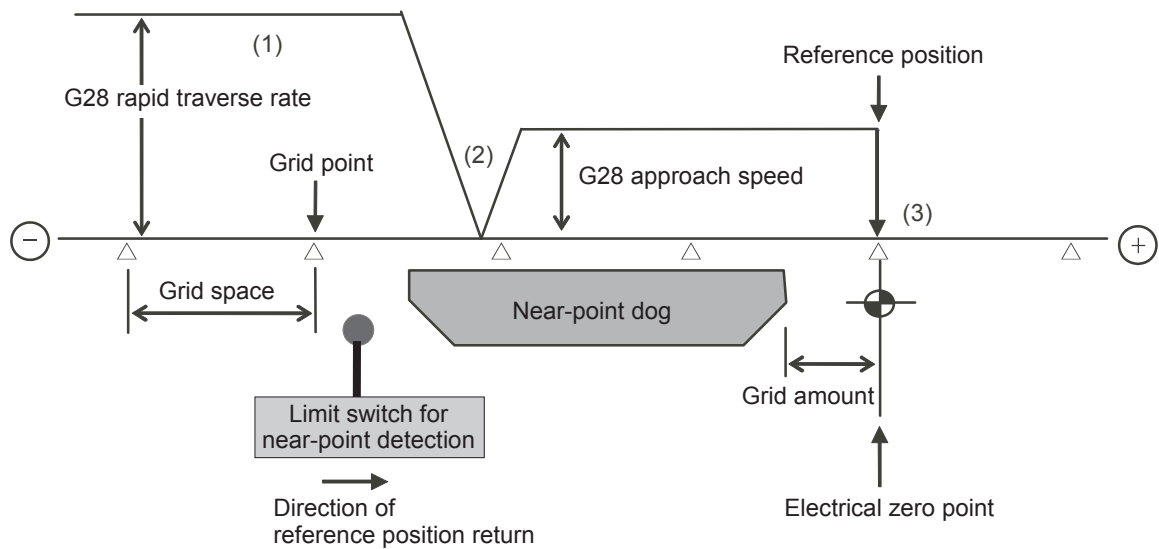 (1)
Reference position
G28 rapid traverse rate
(2)
Grid point
G28 approach speed
(3)
−
+
Grid space
Near-point dog
Grid amount
Limit switch for
near-point detection
Direction of
reference position return
Electrical zero point